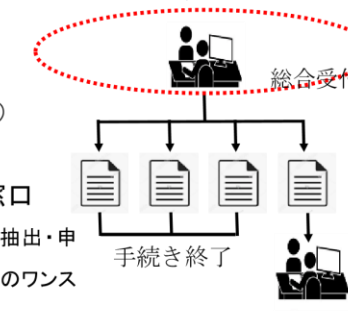 総合受付
）
窓口
抽出・申
手続き終了
のワンス